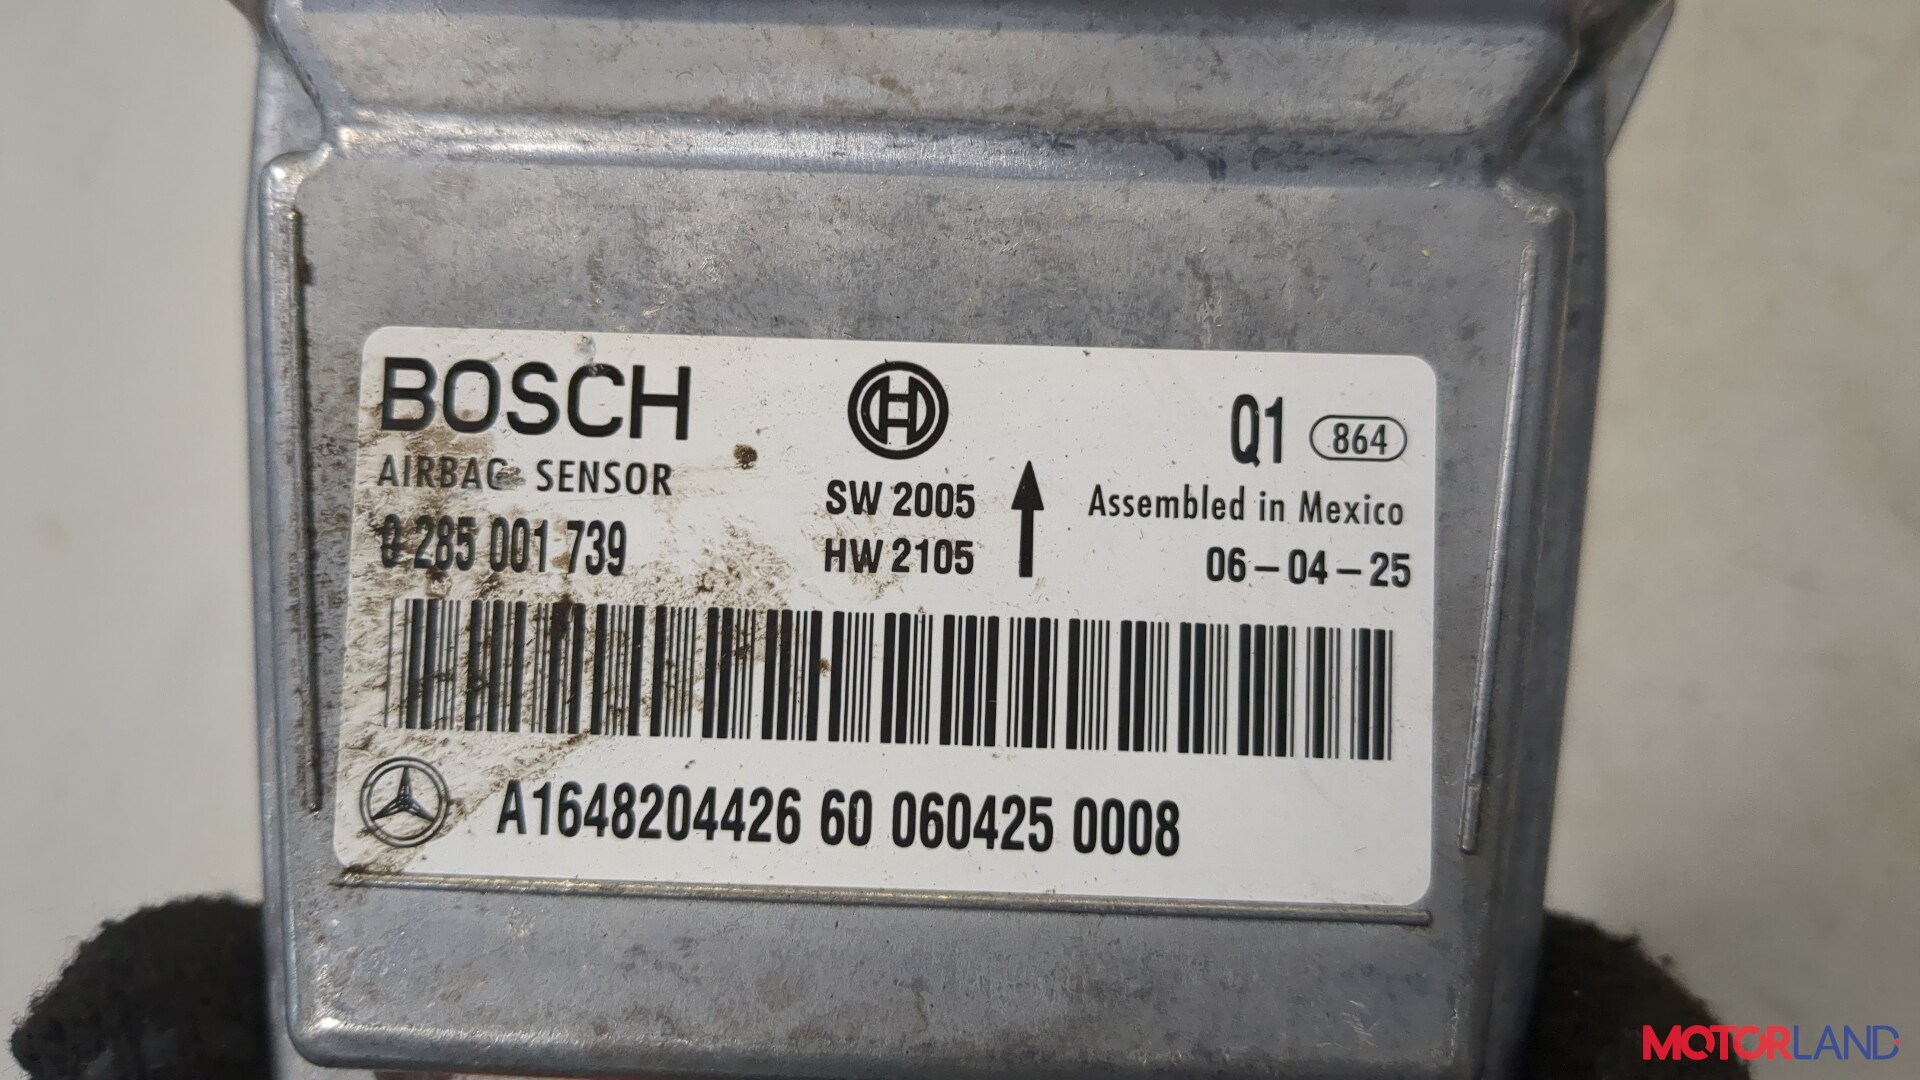 BOSCH
AIRBAG SENSOR
0 285 001 739
SW 2005
HW 2105
Q1 864
Assembled in Mexico
06-04-25
A1648204426 60 060425 0008
MOTORLAND